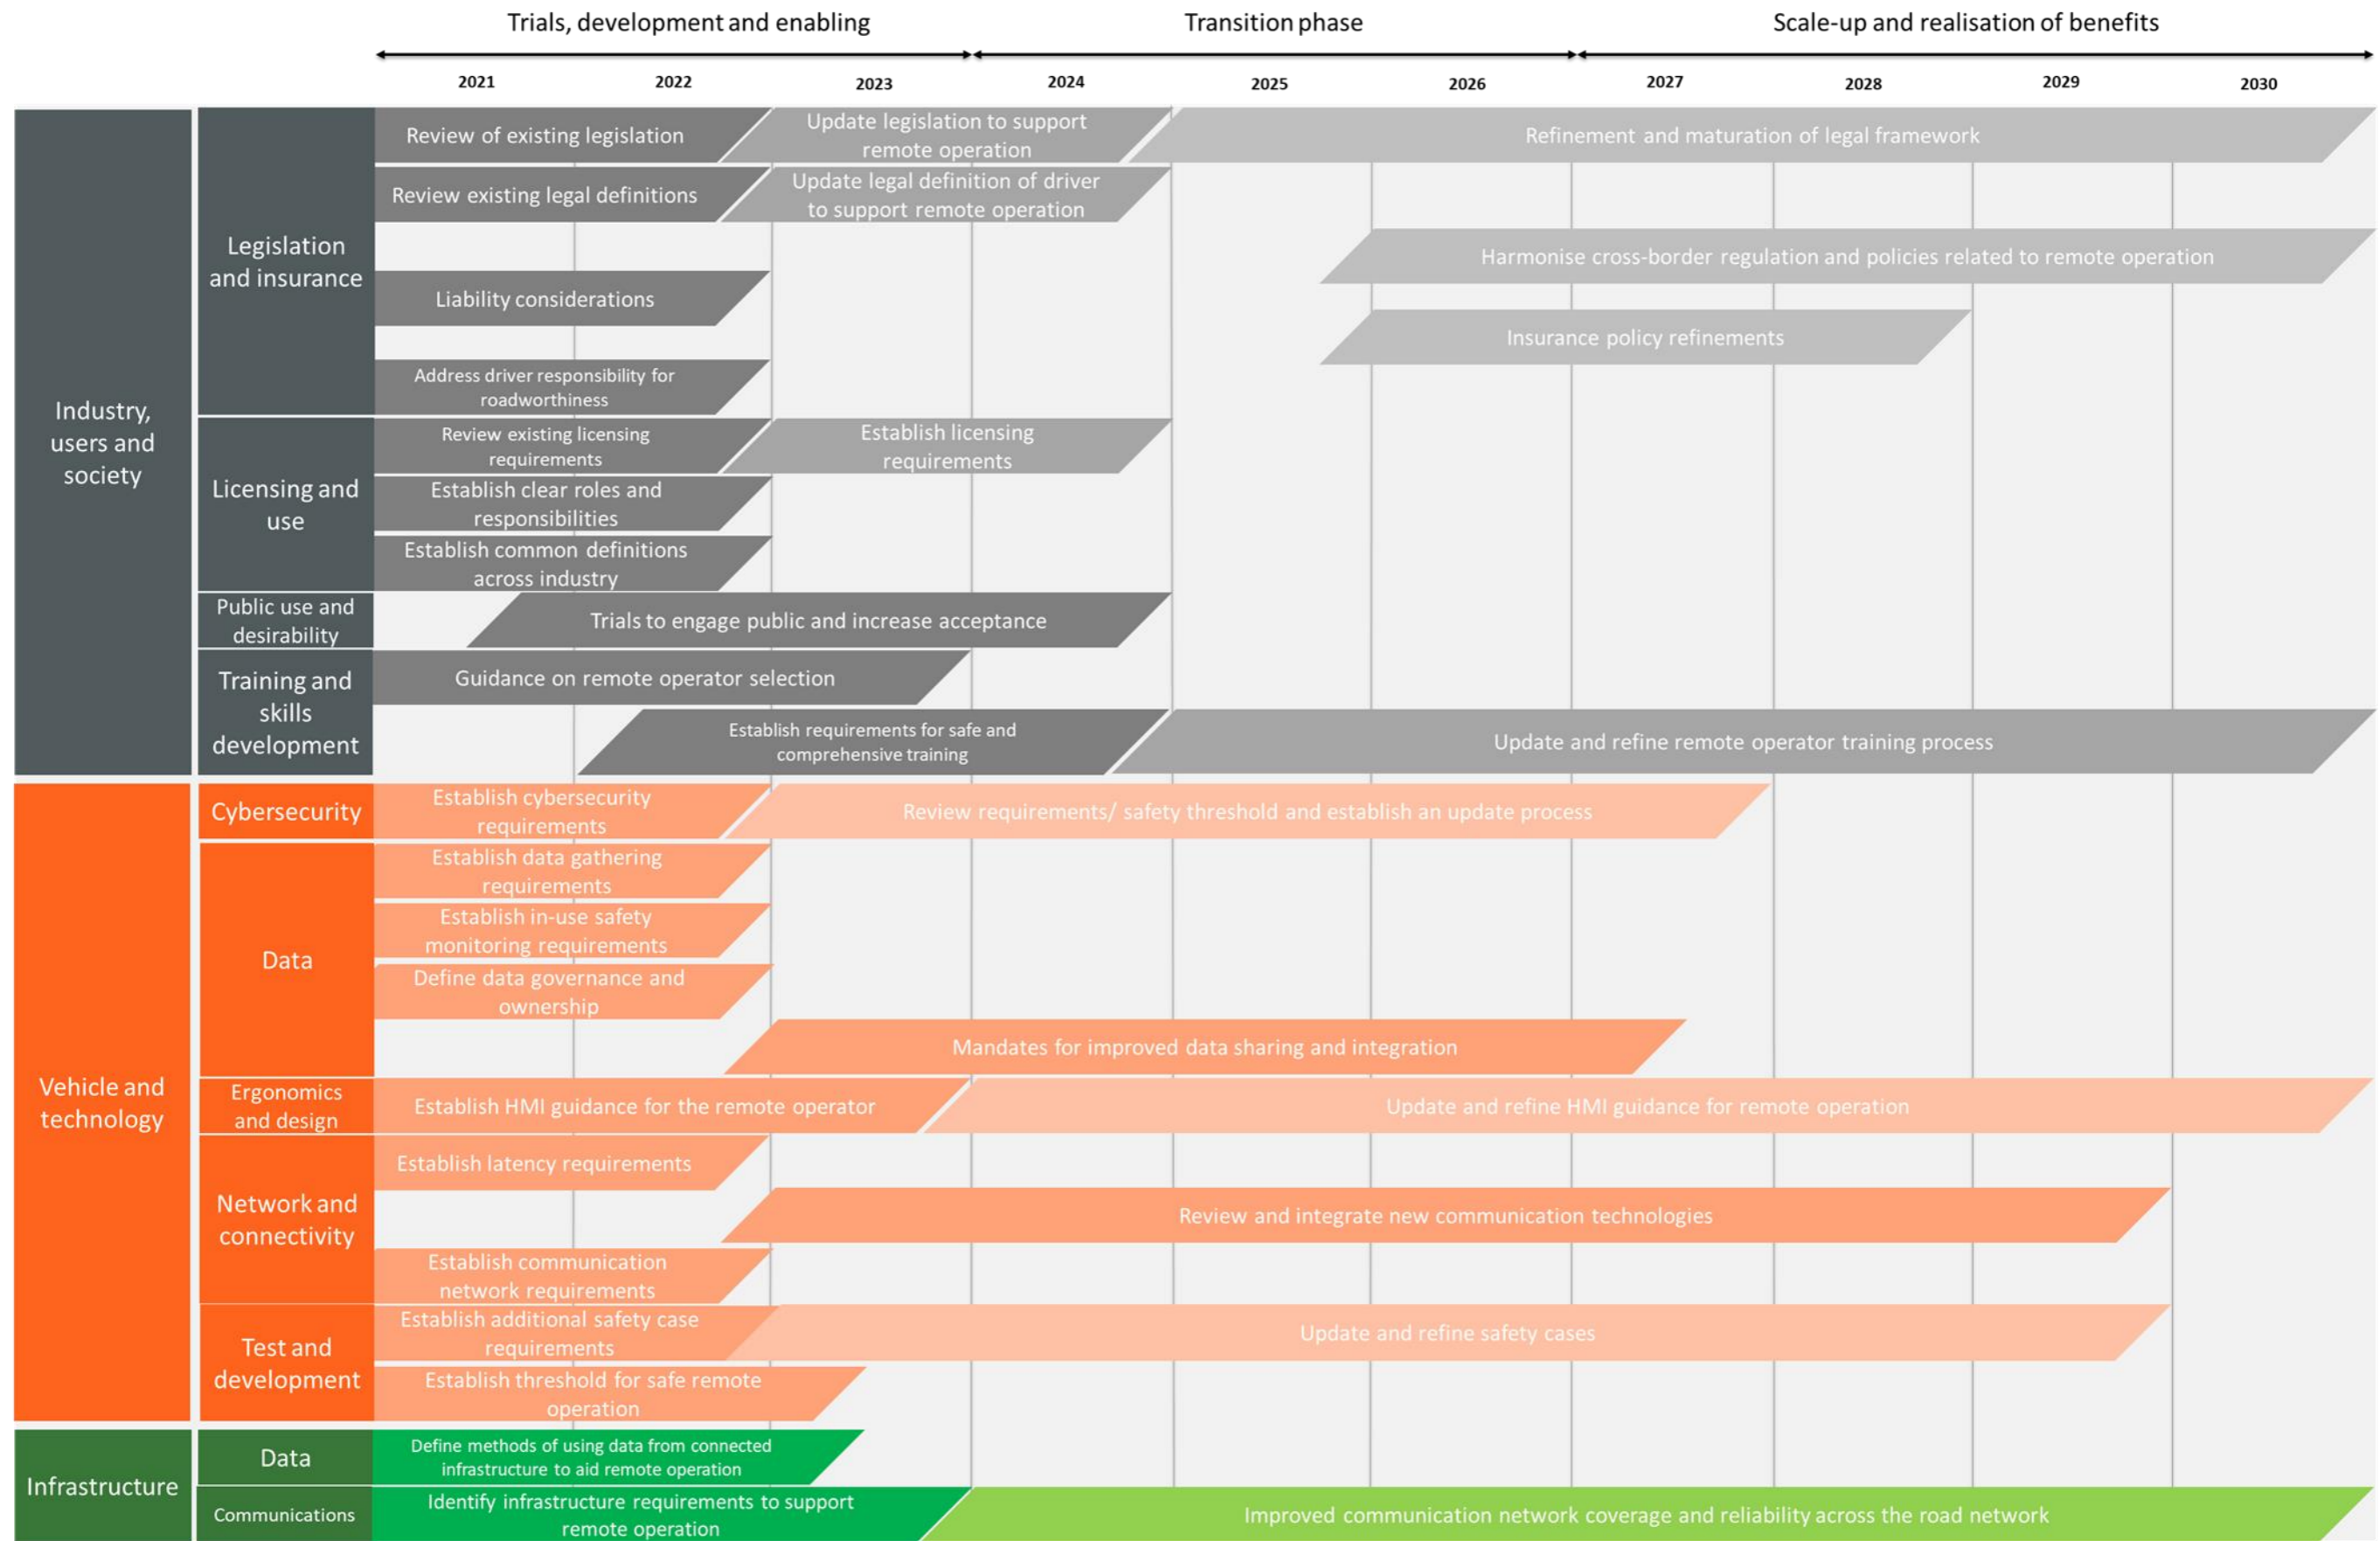 Trials, development and enabling
Transition phase
Scale-up and realisation of benefits
2021
2022
2023
2024
2025
2026
2027
2028
2029
2030
Industry,
users and
society
Legislation
and insurance
Review of existing legislation
Update legislation to support
remote operation
Refinement and maturation of legal framework
Review existing legal definitions
Update legal definition of driver
to support remote operation
Harmonise cross-border regulation and policies related to remote operation
Liability considerations
Insurance policy refinements
Address driver responsibility for
roadworthiness
Licensing and
use
Review existing licensing
requirements
Establish licensing
requirements
Establish clear roles and
responsibilities
Establish common definitions
across industry
Public use and
desirability
Trials to engage public and increase acceptance
Training and
skills
development
Guidance on remote operator selection
Establish requirements for safe and
comprehensive training
Update and refine remote operator training process
Vehicle and
technology
Cybersecurity
Establish cybersecurity
requirements
Review requirements/ safety threshold and establish an update process
Data
Establish data gathering
requirements
Establish in-use safety
monitoring requirements
Define data governance and
ownership
Mandates for improved data sharing and integration
Ergonomics
and design
Establish HMI guidance for the remote operator
Update and refine HMI guidance for remote operation
Network and
connectivity
Establish latency requirements
Review and integrate new communication technologies
Establish communication
network requirements
Test and
development
Establish additional safety case
requirements
Update and refine safety cases
Establish threshold for safe remote
operation
Infrastructure
Data
Define methods of using data from connected
infrastructure to aid remote operation
Communications
Identify infrastructure requirements to support
remote operation
Improved communication network coverage and reliability across the road network